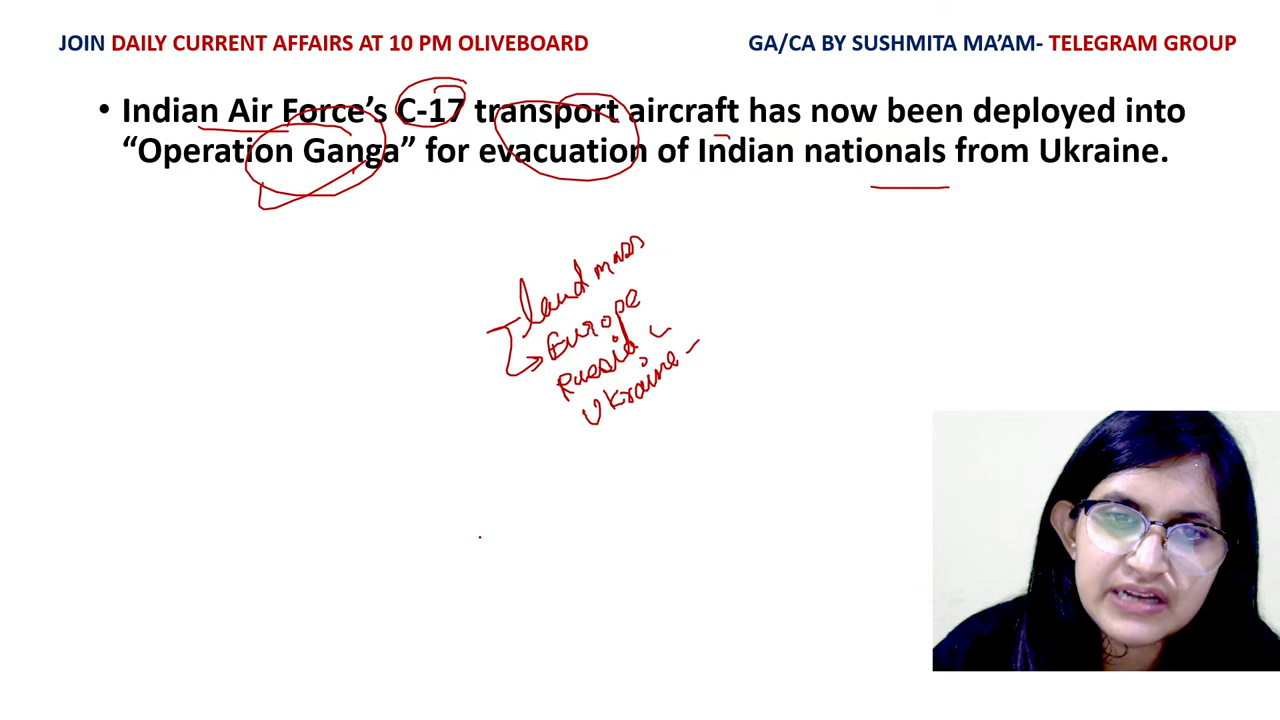 JOIN DAILY CURRENT AFFAIRS AT 10 PM OLIVEBOARD
GA/CA BY SUSHMITA MA'AM- TELEGRAM GROUP
• Indian Air Force's C-17 transport aircraft has now been deployed into
“Operation Ganga” for evacuation of Indian nationals from Ukraine.
land mass
Europe
Russia
Ukraine